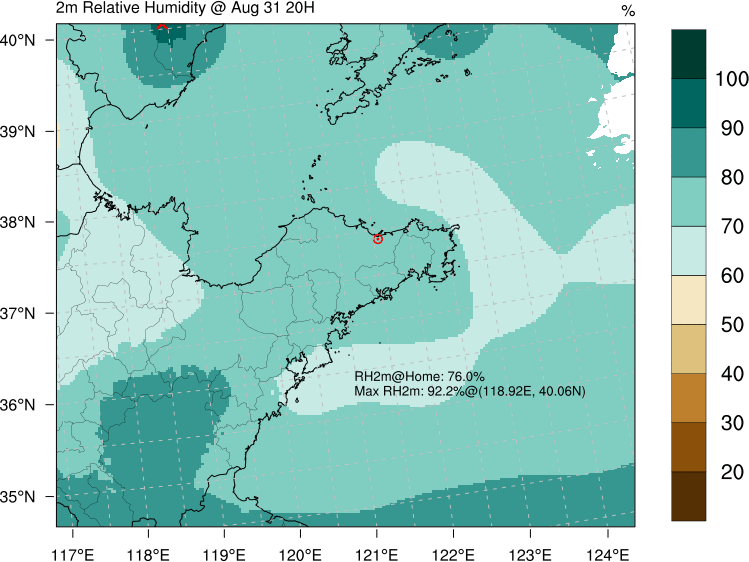 2m Relative Humidity @ Aug 31 20H
%
40°N
39°N
38°N
37°N
36°N
35°N
RH2m@Home: 76.0%
Max RH2m: 92.2%@(118.92E, 40.06N)
117°E 118°E 119°E 120°E 121°E 122°E 123°E 124°E
100
90
80
70
60
50
40
30
20